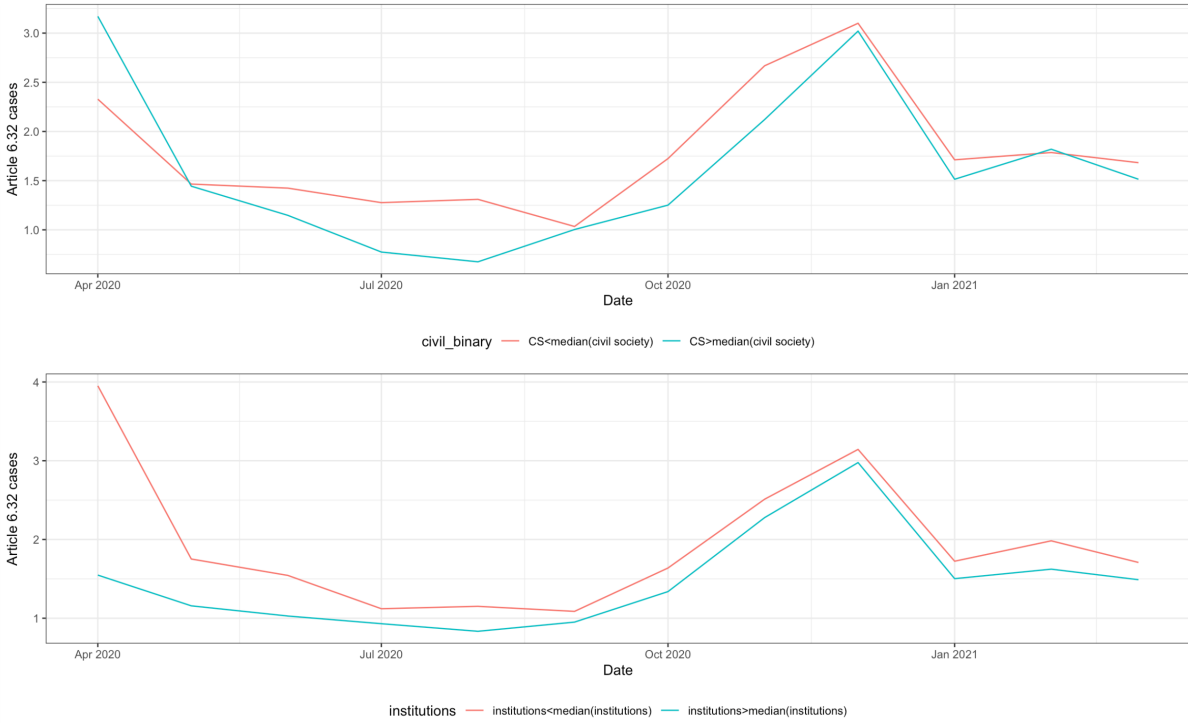 3.0
2.5
2.0
1.5
1.0
Article 6.32 cases
Apr 2020 Jul 2020 Oct 2020 Jan 2021
Date
civil_binary CS<median(civil society) CS>median(civil society)
4
3
2
1
Article 6.32 cases
Apr 2020 Jul 2020 Oct 2020 Jan 2021
Date
institutions institutions<median(institutions) institutions>median(institutions)